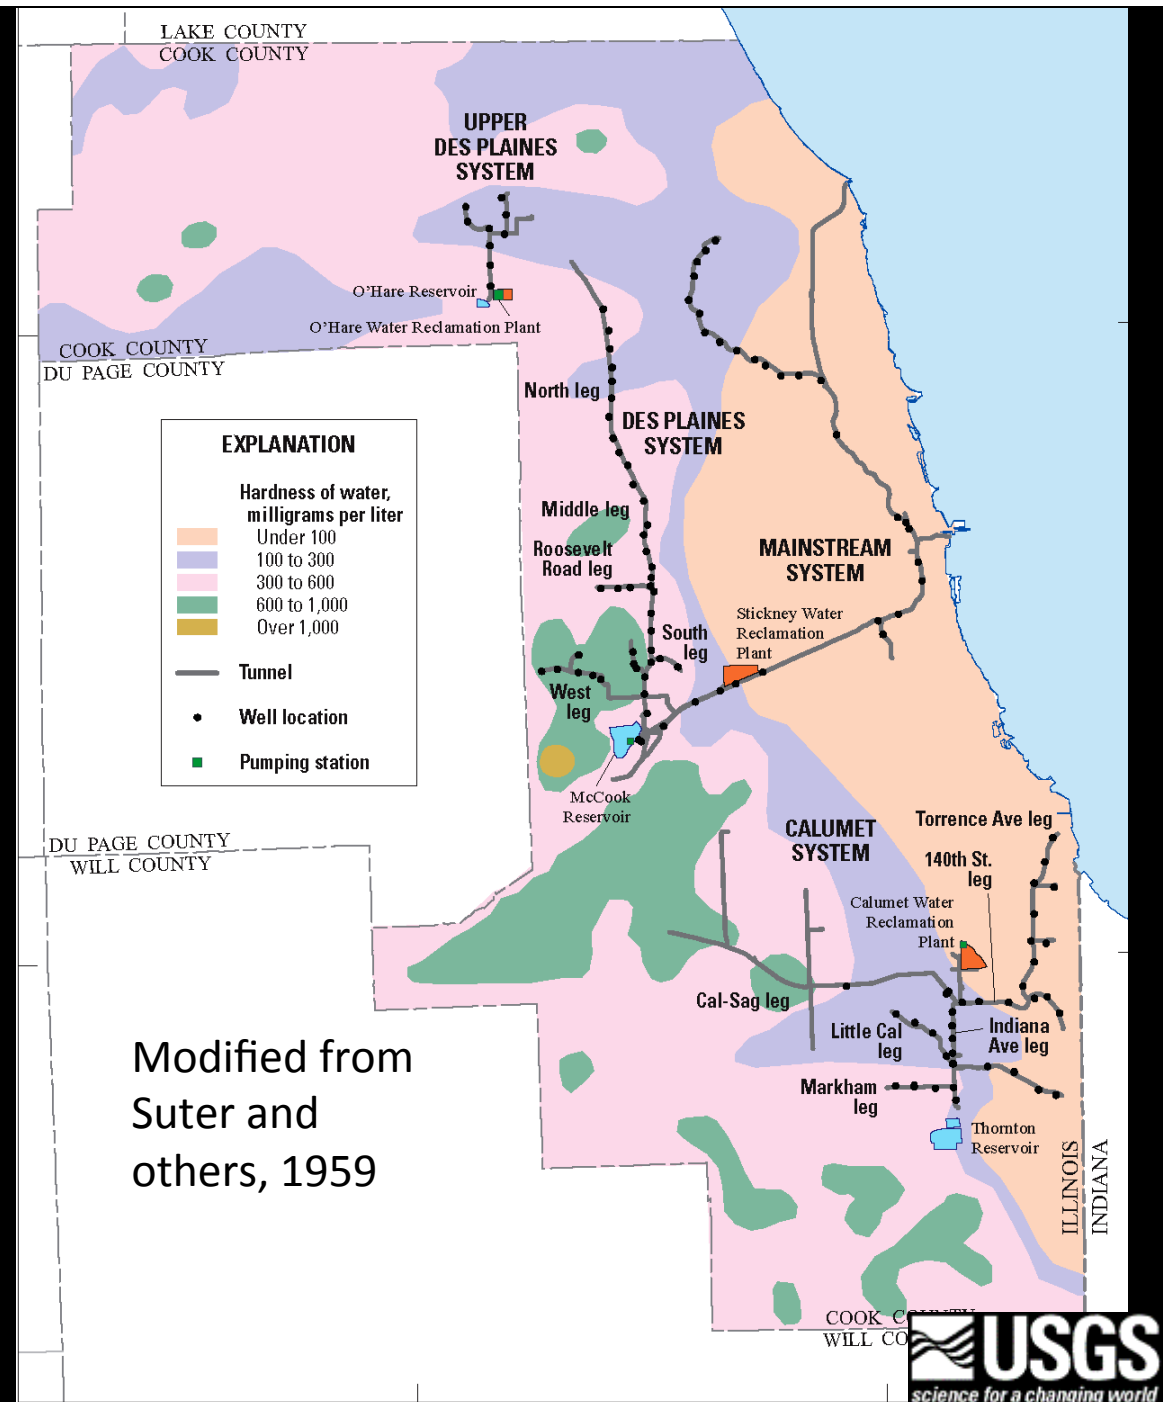 LAKE COUNTY
COOK COUNTY
UPPER
DES PLAINES
SYSTEM
O'Hare Reservoir
O'Hare Water Reclamation Plant
COOK COUNTY
DU PAGE COUNTY
North leg
DES PLAINES
SYSTEM
EXPLANATION
Hardness of water,
milligrams per liter
Under 100
100 to 300
300 to 600
600 to 1,000
Over 1,000
Tunnel
Well location
Pumping station
Middle leg
Roosevelt
Road leg
MAINSTREAM
SYSTEM
Stickney Water
Reclamation
Plant
South
leg
West
leg
McCook
Reservoir
DU PAGE COUNTY
WILL COUNTY
CALUMET
SYSTEM
Torrence Ave leg
140th St.
leg
Calumet Water
Reclamation
Plant
Cal-Sag leg
Little Cal
leg
Indiana
Ave leg
Markham
leg
Thornton
Reservoir
ILLINOIS
INDIANA
Modified from
Suter and
others, 1959
COOK
WILL
USGS
science for a changing world